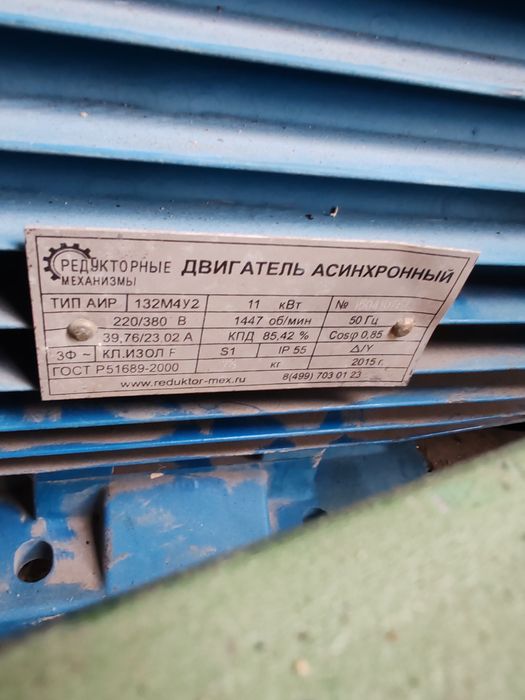 РЕДУКТОРНЫЕ МЕХАНИЗМЫ ДВИГАТЕЛЬ АСИНХРОННЫЙ
ТИП АИР 132М4У2 11 кВт №
220/380 В 1447 об/мин 50 Гц
39,76/23,02 А КПД 85,42 % Cosφ 0,85
3Ф ~ КЛ.ИЗОЛ F S1 IP 55 Δ/Y
ГОСТ Р51689-2000 кг 2015 г.
www.reduktor-mex.ru 8(499) 703 01 23